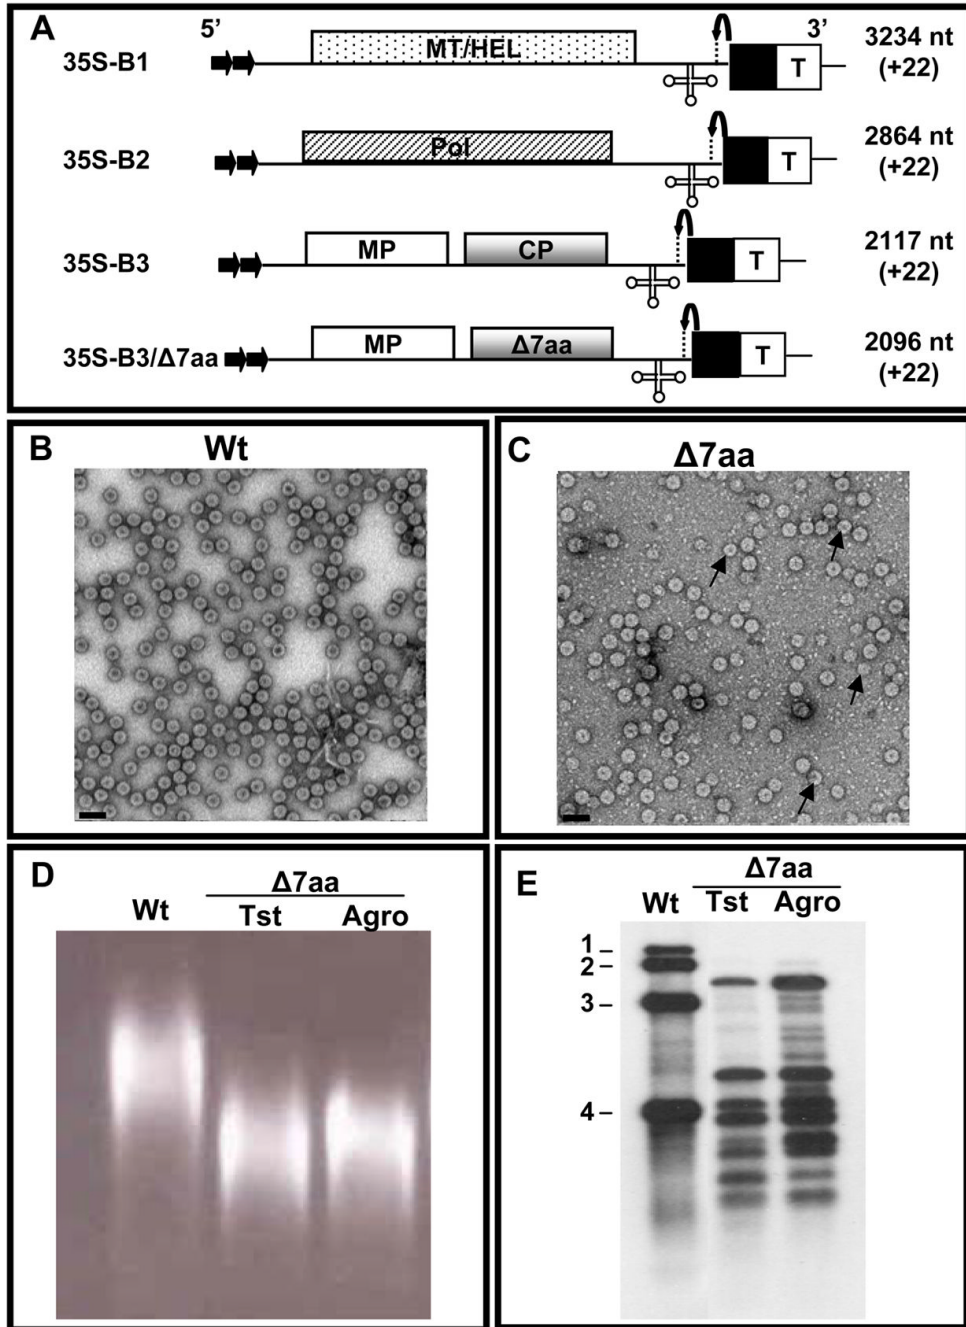 A
5’ 3’
35S-B1 MT/HEL T 3234 nt
(+22)
35S-B2 Pol T 2864 nt
(+22)
35S-B3 MP CP T 2117 nt
(+22)
35S-B3/Δ7aa MP Δ7aa T 2096 nt
(+22)
B Wt
C Δ7aa
D Δ7aa
Wt Tst Agro
E Δ7aa
Wt Tst Agro
1
2
3
4